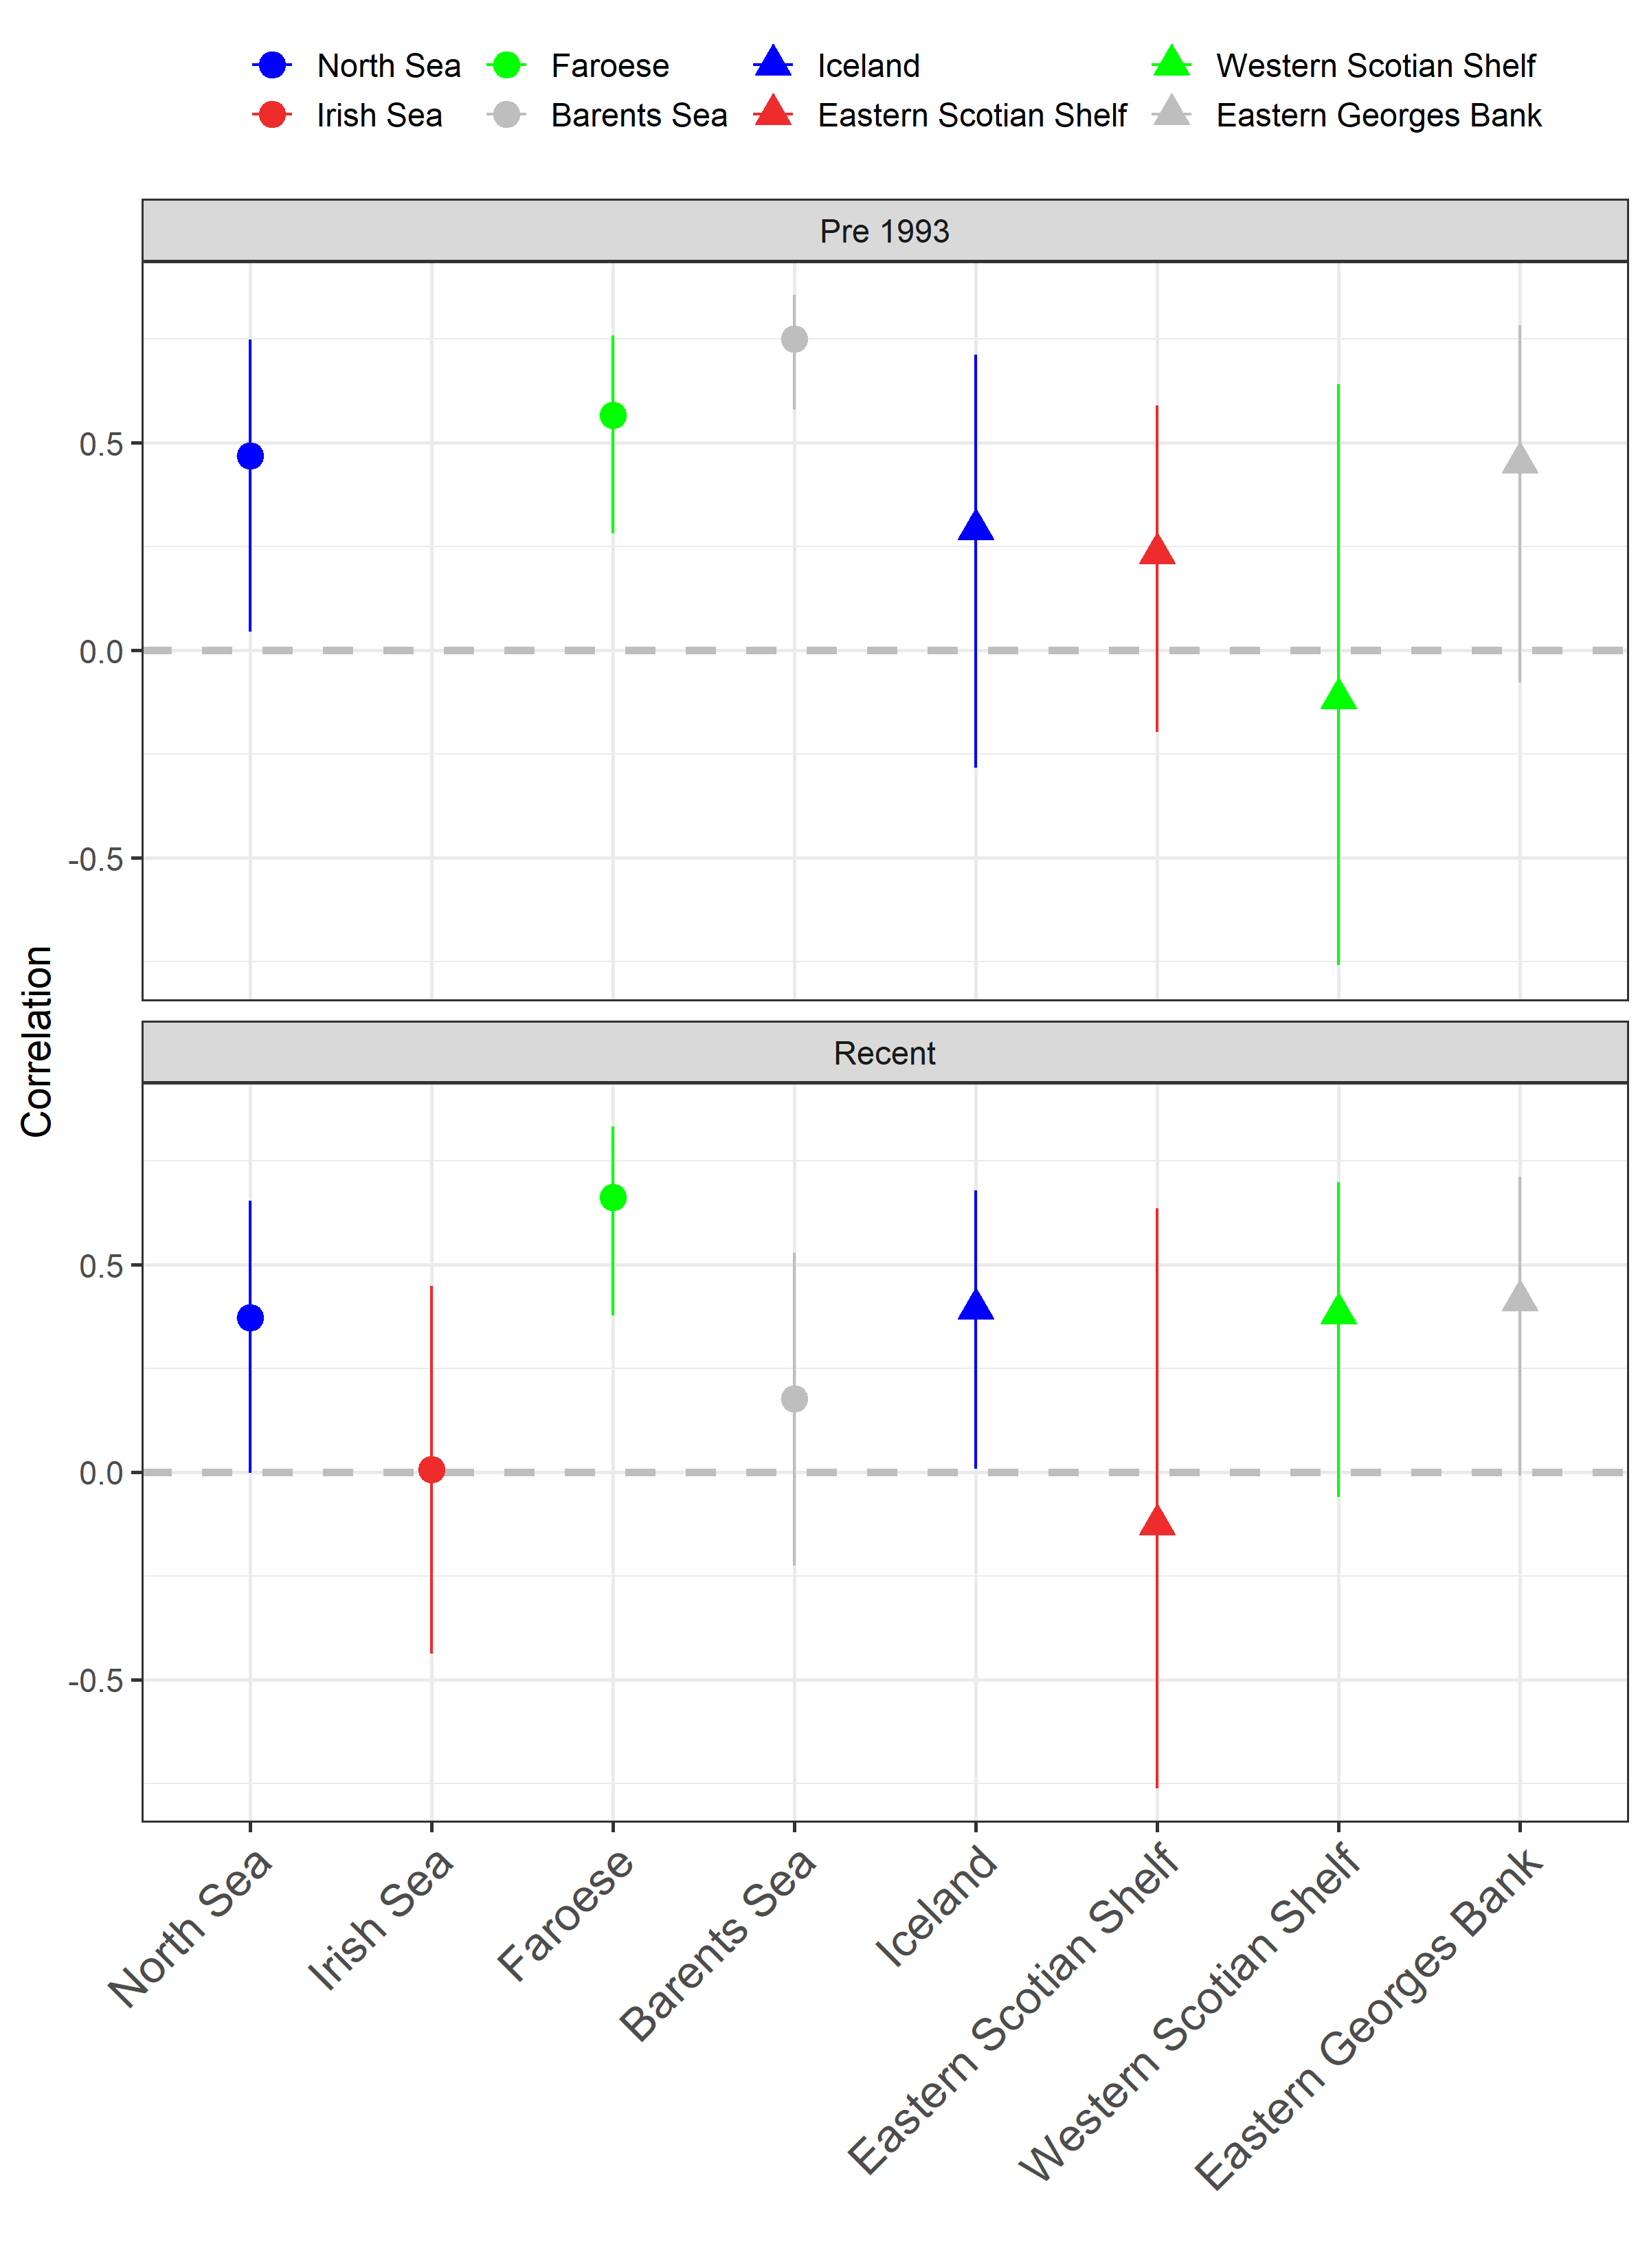 North Sea Faroese Iceland Western Scotian Shelf
Irish Sea Barents Sea Eastern Scotian Shelf Eastern Georges Bank
Pre 1993
0.5
0.0
-0.5
Correlation
Recent
0.5
0.0
-0.5
North Sea
Irish Sea
Faroese
Barents Sea
Iceland
Eastern Scotian Shelf
Western Scotian Shelf
Eastern Georges Bank